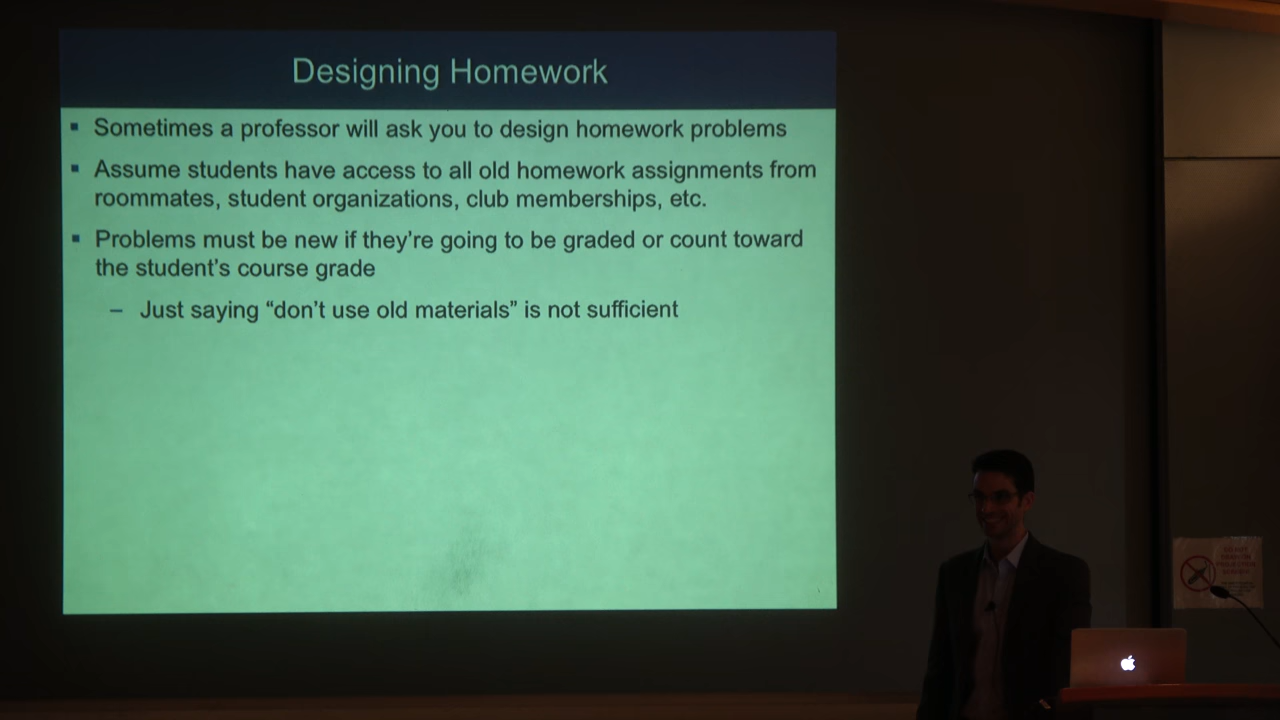 Designing Homework
▪ Sometimes a professor will ask you to design homework problems
▪ Assume students have access to all old homework assignments from
roommates, student organizations, club memberships, etc.
▪ Problems must be new if they're going to be graded or count toward
the student's course grade
– Just saying “don't use old materials” is not sufficient